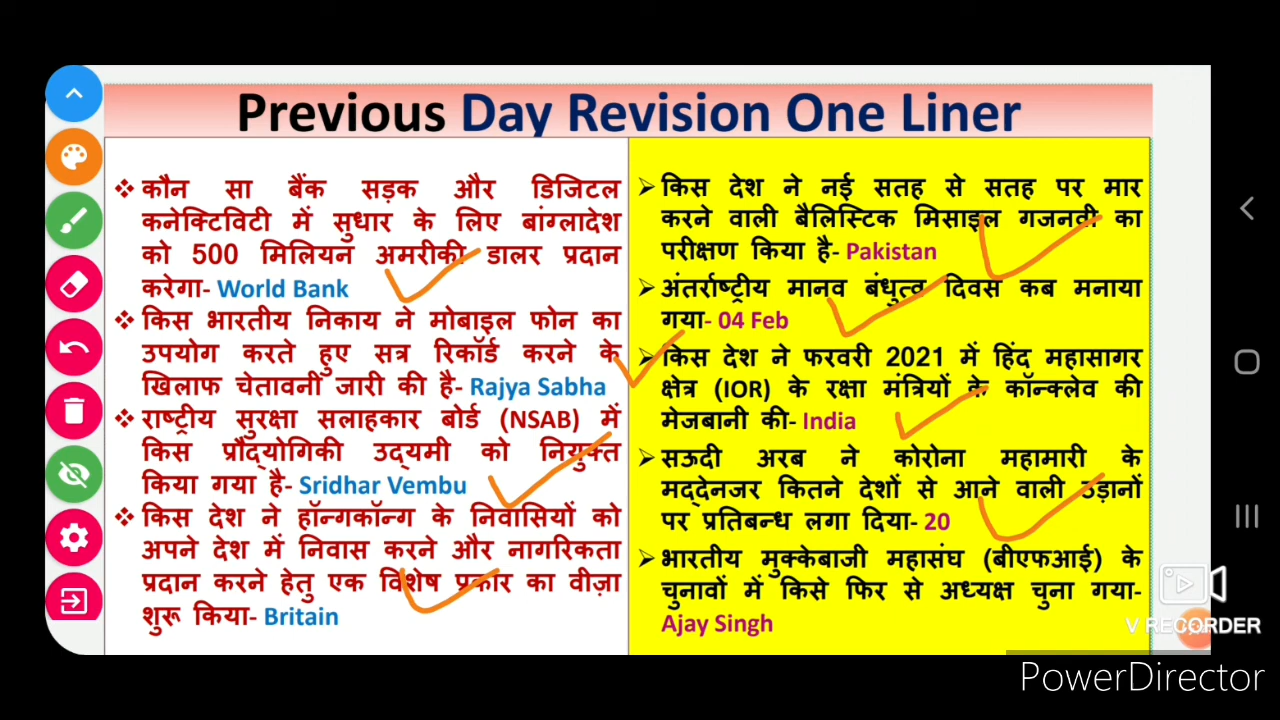 Previous Day Revision One Liner
❖ कौन सा बैंक सड़क और डिजिटल
कनेक्टिविटी में सुधार के लिए बांग्लादेश
को 500 मिलियन अमरीकी डालर प्रदान
करेगा- World Bank
❖ किस भारतीय निकाय ने मोबाइल फोन का
उपयोग करते हुए सत्र रिकॉर्ड करने के
खिलाफ चेतावनी जारी की है- Rajya Sabha
❖ राष्ट्रीय सुरक्षा सलाहकार बोर्ड (NSAB) में
किस प्रौद्योगिकी उद्यमी को नियुक्त
किया गया है- Sridhar Vembu
❖ किस देश ने हॉन्गकॉन्ग के निवासियों को
अपने देश में निवास करने और नागरिकता
प्रदान करने हेतु एक विशेष प्रकार का वीज़ा
शुरू किया- Britain
➢ किस देश ने नई सतह से सतह पर मार
करने वाली बैलिस्टिक मिसाइल गजनवी का
परीक्षण किया है- Pakistan
➢ अंतर्राष्ट्रीय मानव बंधुत्व दिवस कब मनाया
गया- 04 Feb
➢ किस देश ने फरवरी 2021 में हिंद महासागर
क्षेत्र (IOR) के रक्षा मंत्रियों के कॉन्क्लेव की
मेजबानी की- India
➢ सऊदी अरब ने कोरोना महामारी के
मद्देनजर कितने देशों से आने वाली उड़ानों
पर प्रतिबन्ध लगा दिया- 20
➢ भारतीय मुक्केबाजी महासंघ (बीएफआई) के
चुनावों में किसे फिर से अध्यक्ष चुना गया-
Ajay Singh
V RECORDER
PowerDirector